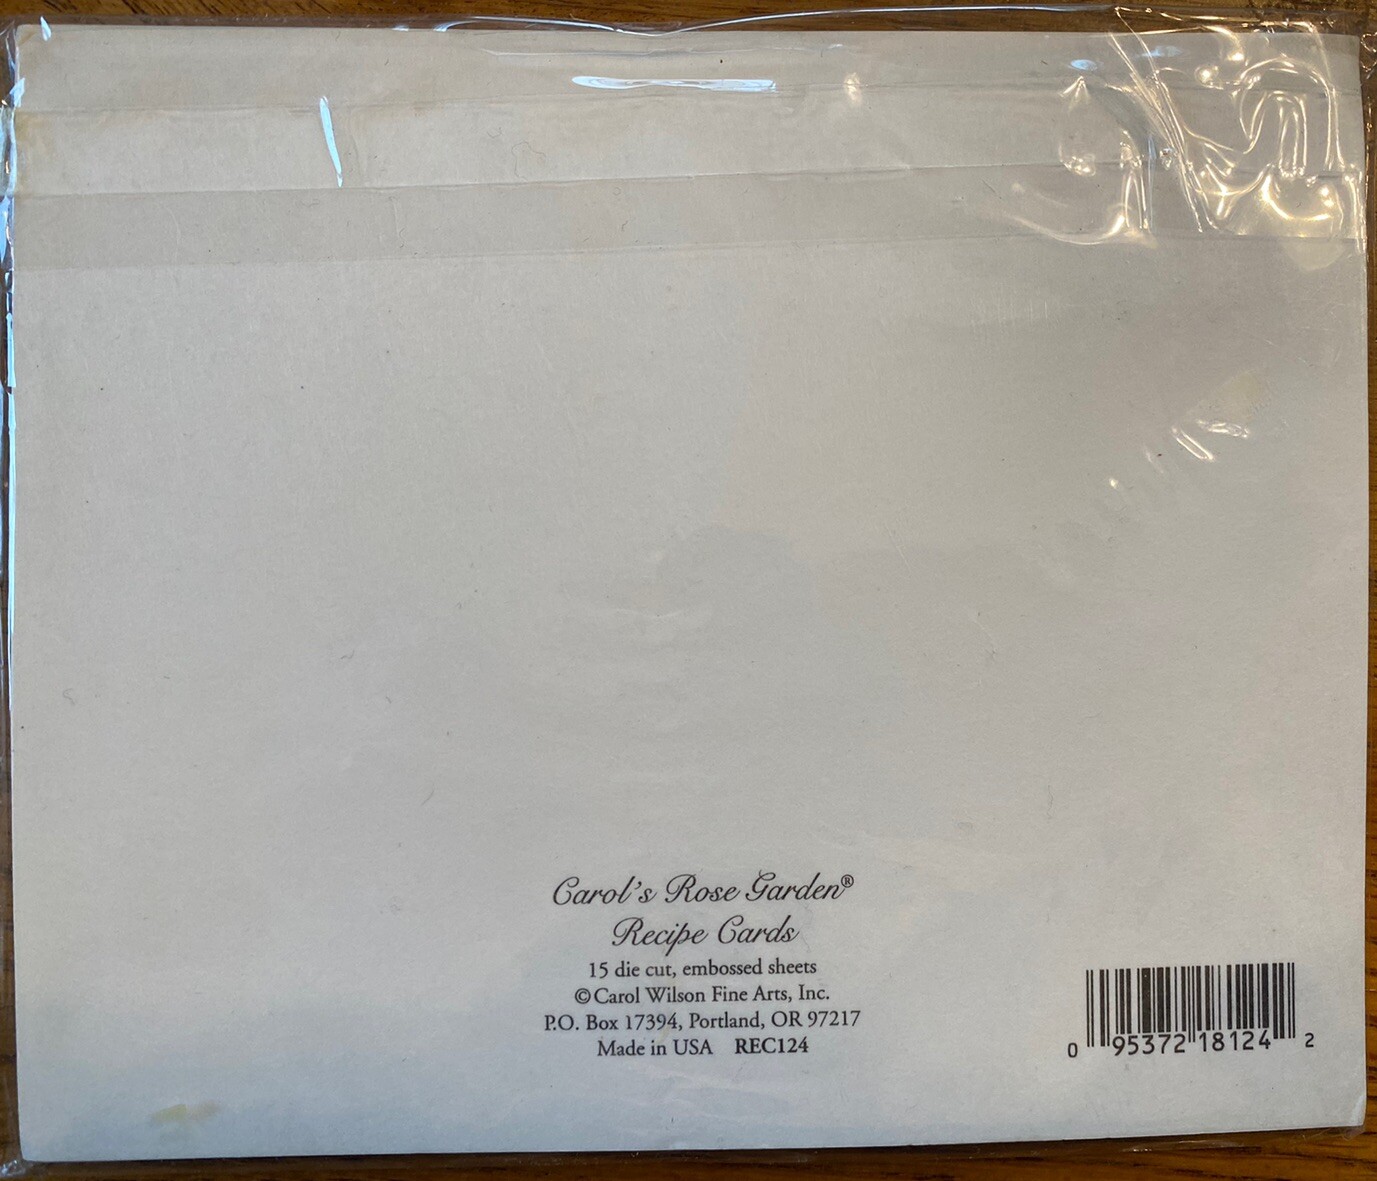 Carol's Rose Garden®
Recipe Cards
15 die cut, embossed sheets
© Carol Wilson Fine Arts, Inc.
P.O. Box 17394, Portland, OR 97217
Made in USA REC124
0 95372 18124 2